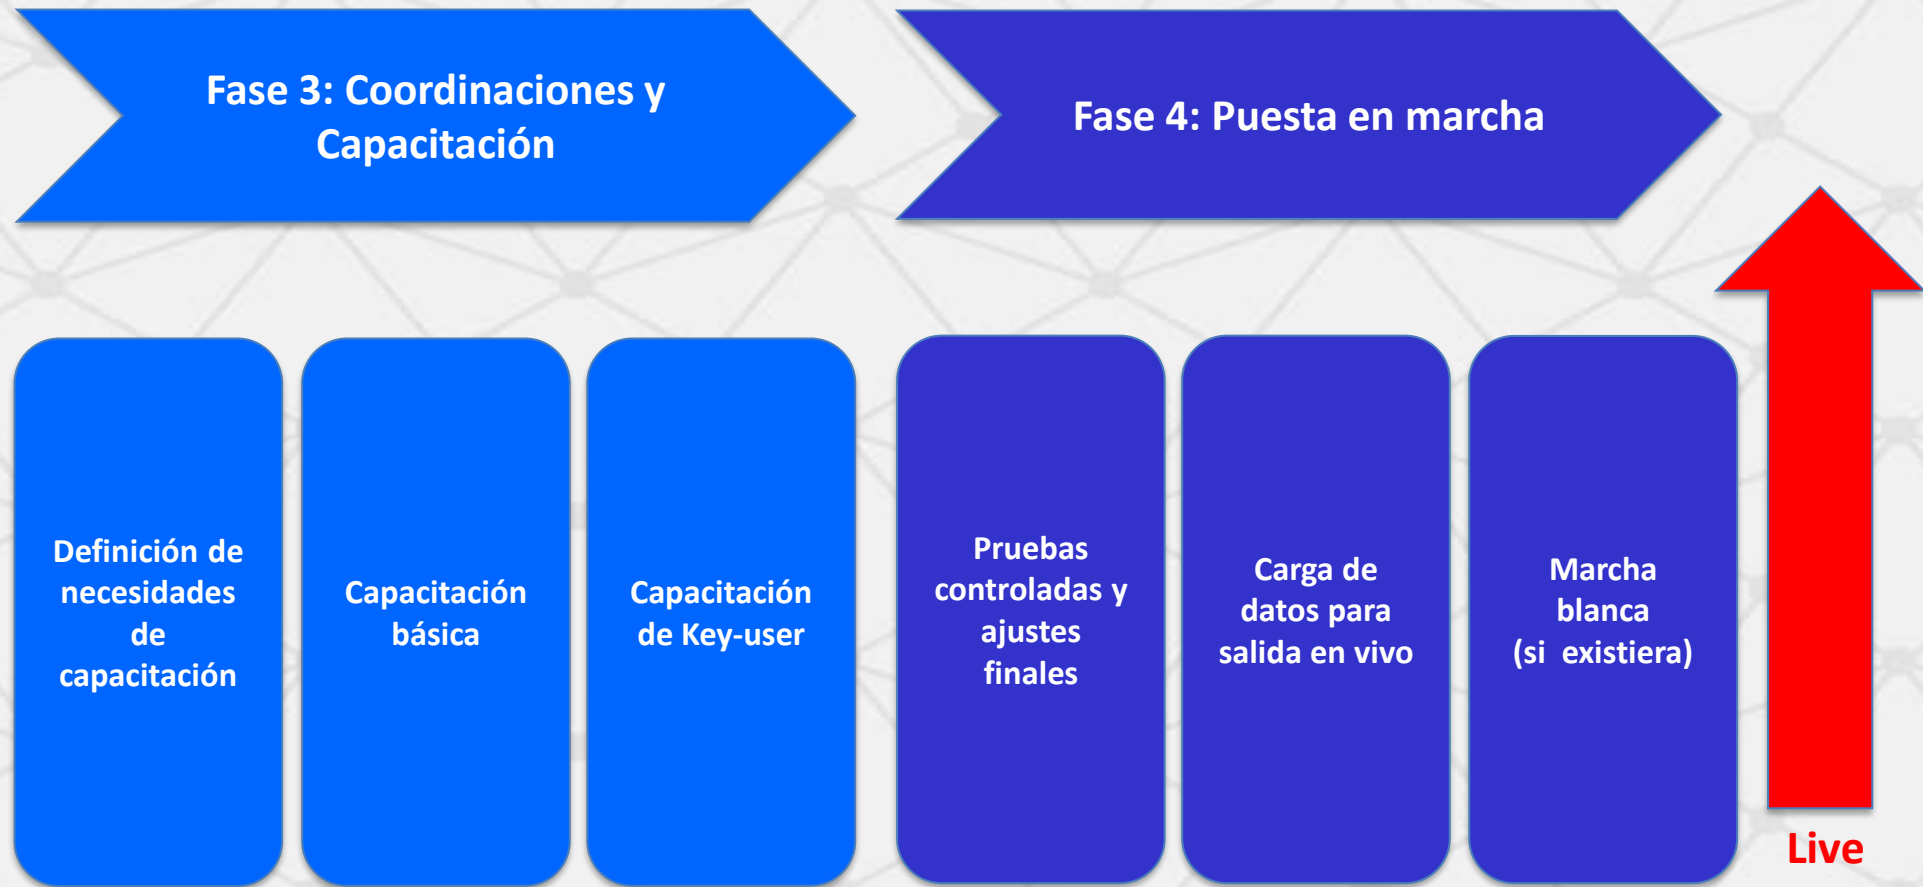 Fase 3: Coordinaciones y
Capacitación
Fase 4: Puesta en marcha
Definición de
necesidades
de
capacitación
Capacitación
básica
Capacitación
de Key-user
Pruebas
controladas y
ajustes
finales
Carga de
datos para
salida en vivo
Marcha
blanca
(si existiera)
Live